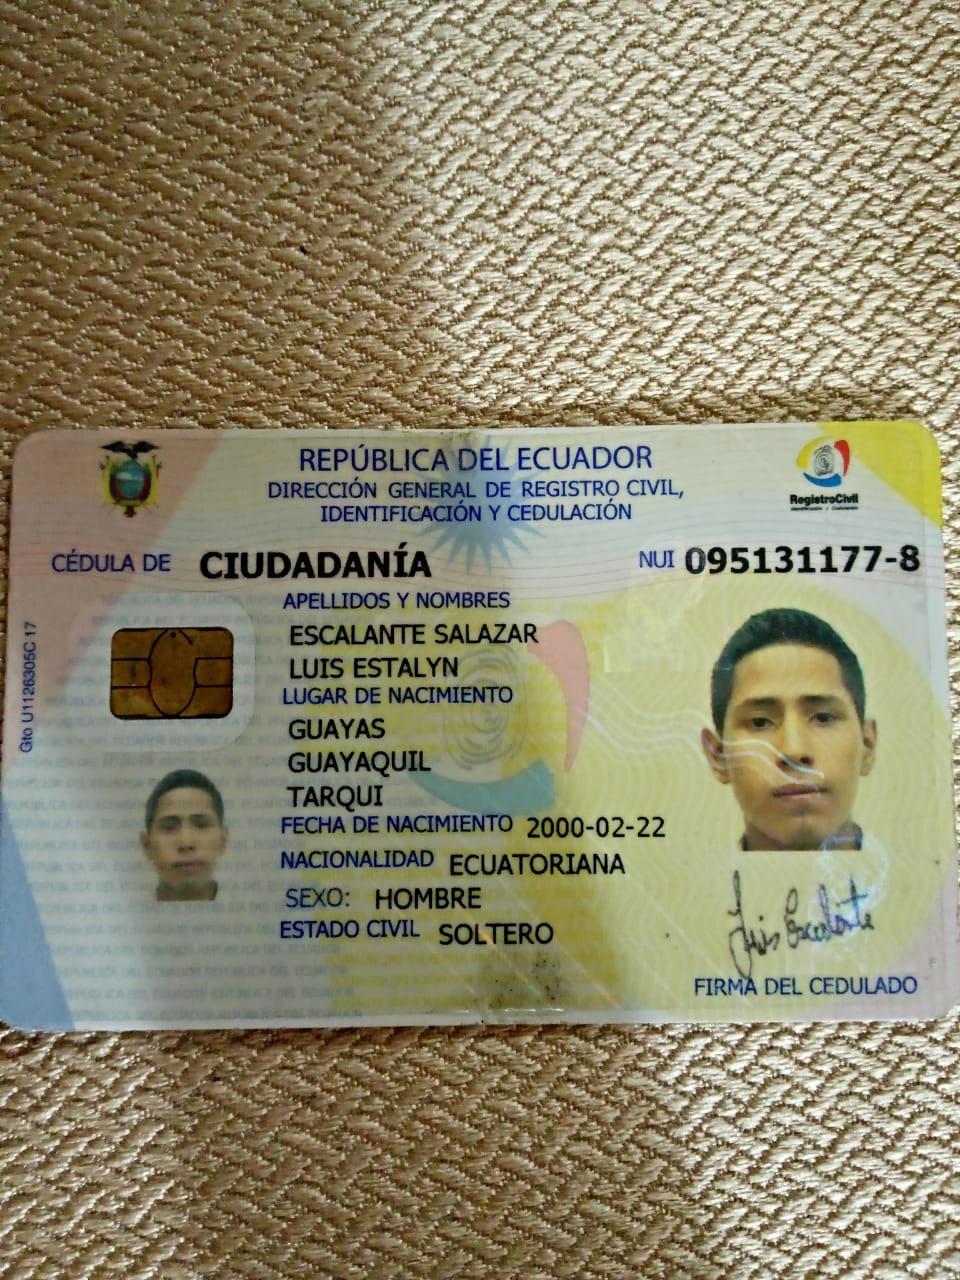 REPÚBLICA DEL ECUADOR
DIRECCIÓN GENERAL DE REGISTRO CIVIL,
IDENTIFICACIÓN Y CEDULACIÓN
RegistroCivil
Identificación y Cedulación
CÉDULA DE CIUDADANÍA
NUI 095131177-8
APELLIDOS Y NOMBRES
ESCALANTE SALAZAR
LUIS ESTALYN
LUGAR DE NACIMIENTO
GUAYAS
GUAYAQUIL
TARQUI
FECHA DE NACIMIENTO 2000-02-22
NACIONALIDAD ECUATORIANA
SEXO: HOMBRE
ESTADO CIVIL SOLTERO
Luis Escalante
FIRMA DEL CEDULADO
Gto U1126305C 17